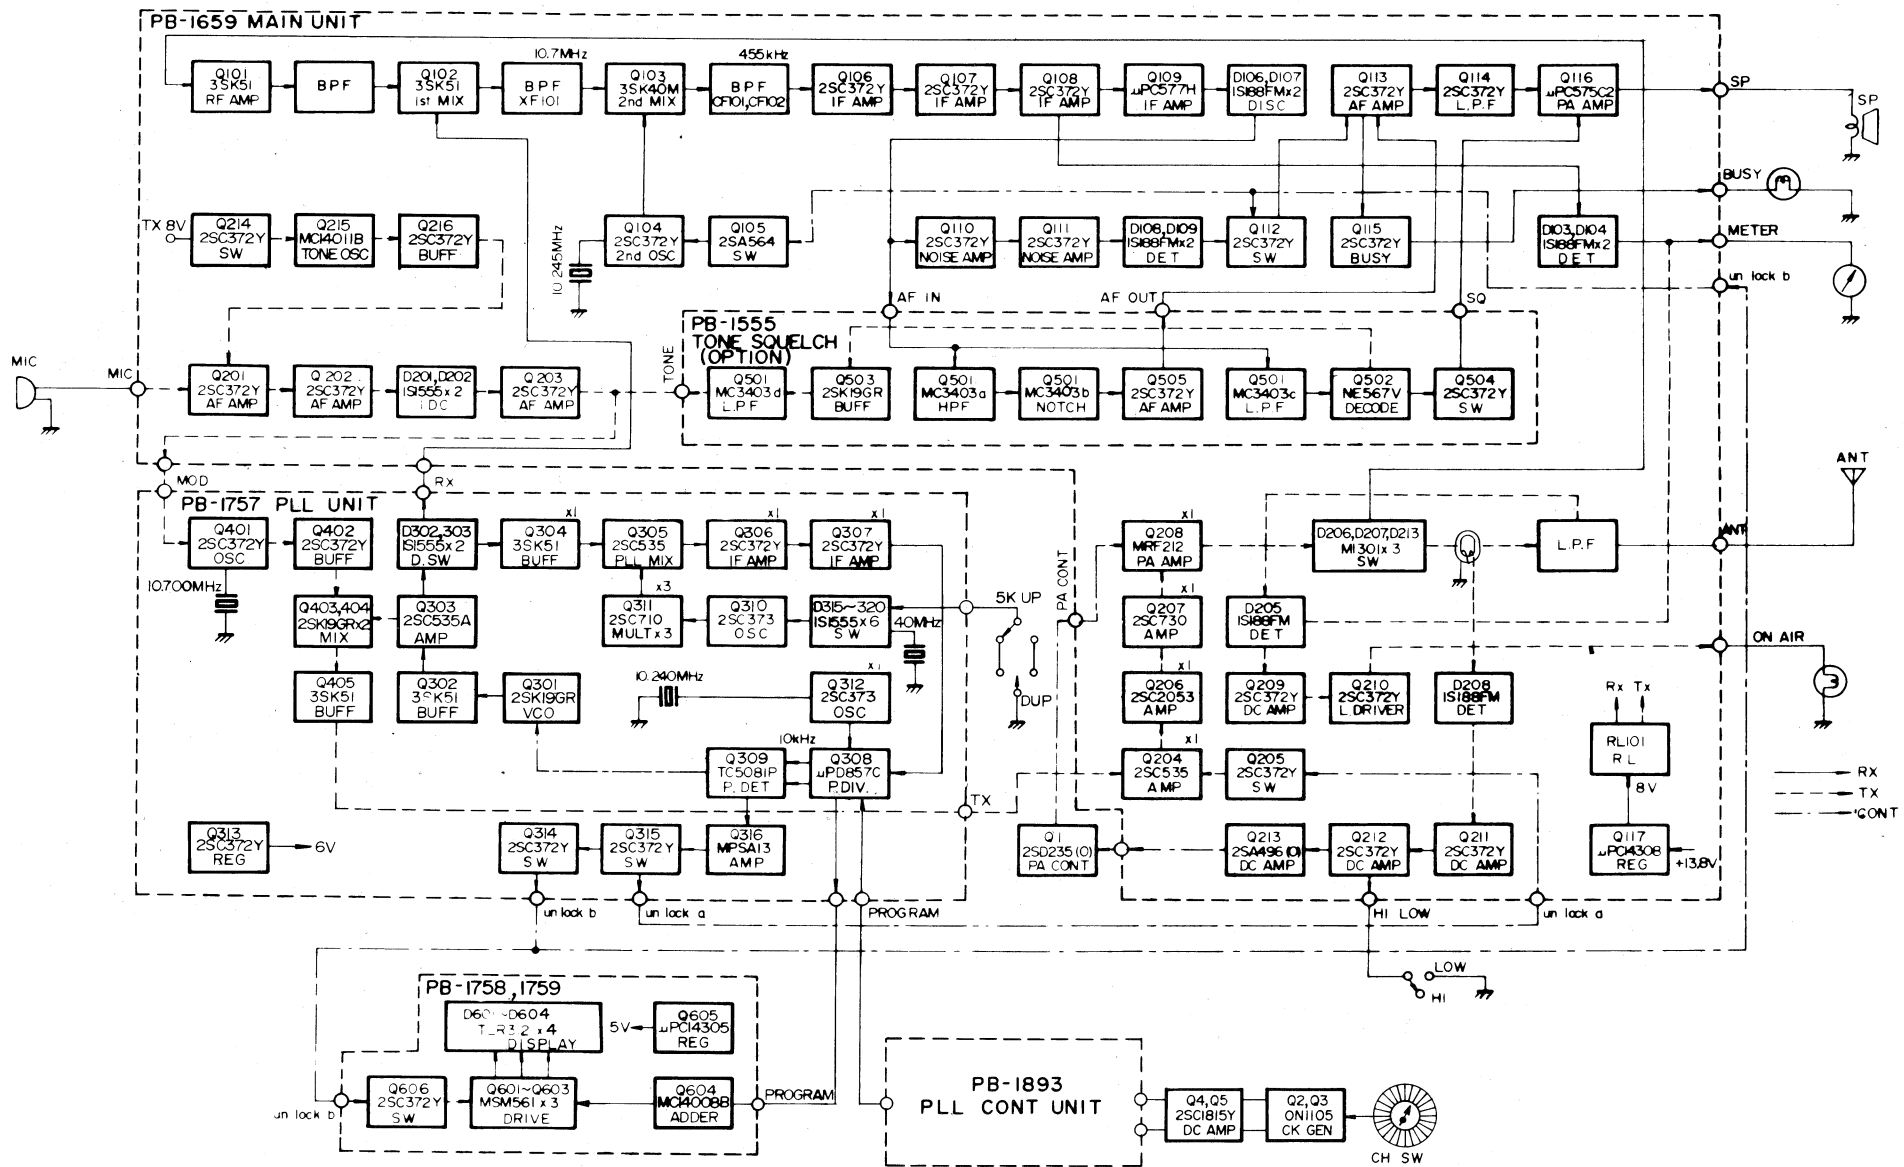 PB-1659 MAIN UNIT
Q101
3SK51
RF AMP
BPF
Q102
3SK51
1st MIX
10.7MHz
BPF
XF101
Q103
3SK40M
2nd MIX
455kHz
BPF
CF101,CF102
Q106
2SC372Y
IF AMP
Q107
2SC372Y
IF AMP
Q108
2SC372Y
IF AMP
Q109
μPC577H
IF AMP
D106,D107
1S188FM×2
DISC
Q113
2SC372Y
AF AMP
Q114
2SC372Y
L.P.F
Q116
μPC575C2
PA AMP
SP
SP
BUSY
METER
un lock b
TX 8V
Q214
2SC372Y
SW
Q215
MC14011B
TONE OSC
Q216
2SC372Y
BUFF
10.245MHz
Q104
2SC372Y
2nd OSC
Q105
2SA564
SW
Q110
2SC372Y
NOISE AMP
Q111
2SC372Y
NOISE AMP
D108,D109
1S188FM×2
DET
Q112
2SC372Y
SW
Q115
2SC372Y
BUSY
D103,D104
1S188FM×2
DET
AF IN
AF OUT
SQ
PB-1555
TONE SQUELCH
(OPTION)
MIC
MIC
Q201
2SC372Y
AF AMP
Q202
2SC372Y
AF AMP
D201,D202
1S1555×2
IDC
Q203
2SC372Y
AF AMP
TONE
Q501
MC3403d
L.P.F
Q503
2SK19GR
BUFF
Q501
MC3403a
HPF
Q501
MC3403b
NOTCH
Q505
2SC372Y
AF AMP
Q501
MC3403c
L.P.F
Q502
NE567V
DECODE
Q504
2SC372Y
SW
MOD
RX
PB-1757 PLL UNIT
Q401
2SC372Y
OSC
Q402
2SC372Y
BUFF
D302,303
1S1555×2
D.SW
×1
Q304
3SK51
BUFF
Q305
2SC535
PLL MIX
×1
Q306
2SC372Y
IF AMP
×1
Q307
2SC372Y
IF AMP
10.700MHz
Q403,404
2SK19GR×2
MIX
Q303
2SC535A
AMP
×3
Q311
2SC710
MULT×3
Q310
2SC373
OSC
D315~320
1S1555×6
SW
40MHz
5K UP
DUP
Q405
3SK51
BUFF
Q302
3SK51
BUFF
Q301
2SK19GR
VCO
10.240MHz
×1
Q312
2SC373
OSC
10kHz
Q309
TC5081P
P.DET
Q308
μPD857C
P.DIV.
TX
Q313
2SC372Y
REG
6V
Q314
2SC372Y
SW
Q315
2SC372Y
SW
Q316
MPSA13
AMP
un lock b
un lock a
PROGRAM
PA CONT
×1
Q208
MRF212
PA AMP
D206,D207,D213
MI301×3
SW
L.P.F
ANT
ANT
×1
Q207
2SC730
AMP
D205
1S188FM
DET
ON AIR
×1
Q206
2SC2053
AMP
Q209
2SC372Y
DC AMP
Q210
2SC372Y
L.DRIVER
D208
1S188FM
DET
Rx Tx
RL101
RL
8V
×1
Q204
2SC535
AMP
Q205
2SC372Y
SW
Q1
2SD235(O)
PA CONT
Q213
2SA496(O)
DC AMP
Q212
2SC372Y
DC AMP
Q211
2SC372Y
DC AMP
Q117
μPC14308
REG
+13.8V
RX
TX
CONT
HI LOW
un lock a
LOW
HI
PB-1758,1759
D601~D604
DISPLAY
5V
Q605
μPC14305
REG
un lock b
Q606
2SC372Y
SW
Q601~Q603
MSM561×3
DRIVE
Q604
MC14008B
ADDER
PROGRAM
PB-1893
PLL CONT UNIT
Q4,Q5
2SC1815Y
DC AMP
Q2,Q3
ON1105
CK GEN
CH SW